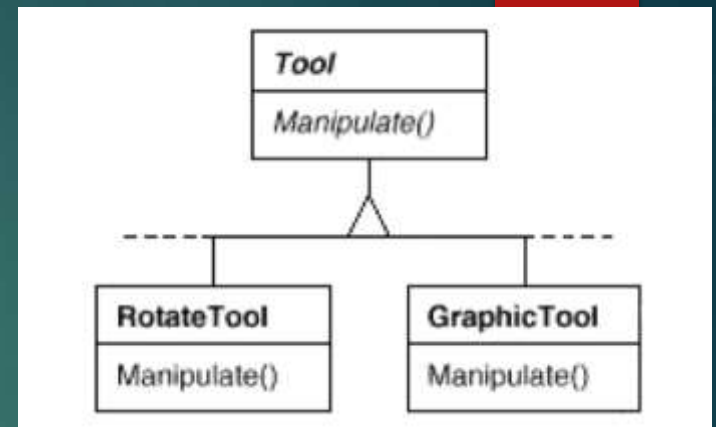 Tool
Manipulate()
RotateTool
Manipulate()
GraphicTool
Manipulate()